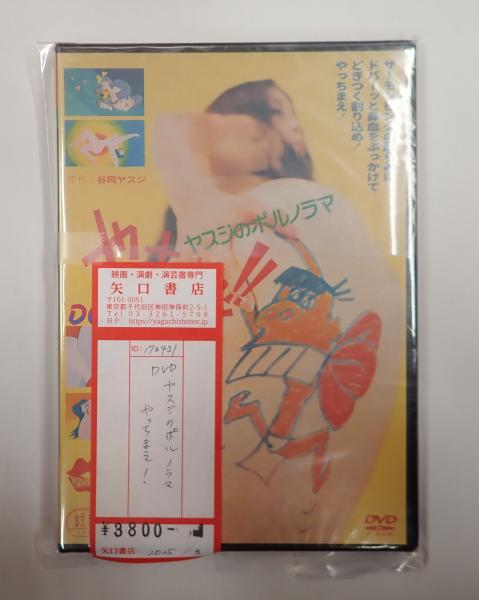 サーモンピンクの
ドバーッと鼻血をぶっかけて
どぎつく割り込め!
やっちまえ!
原作・谷岡ヤスジ
ヤスジのポルノラマ
映画・演劇・演芸書専門
矢口書店
〒101-0051
東京都千代田区神田神保町2-5-1
Tel 03-3261-5708
HP https://yaguchishoten.jp/
ID: 176431
DVD ヤスジのポルノラマ
やっちまえ!
¥3800-
矢口書店 2025
DVD